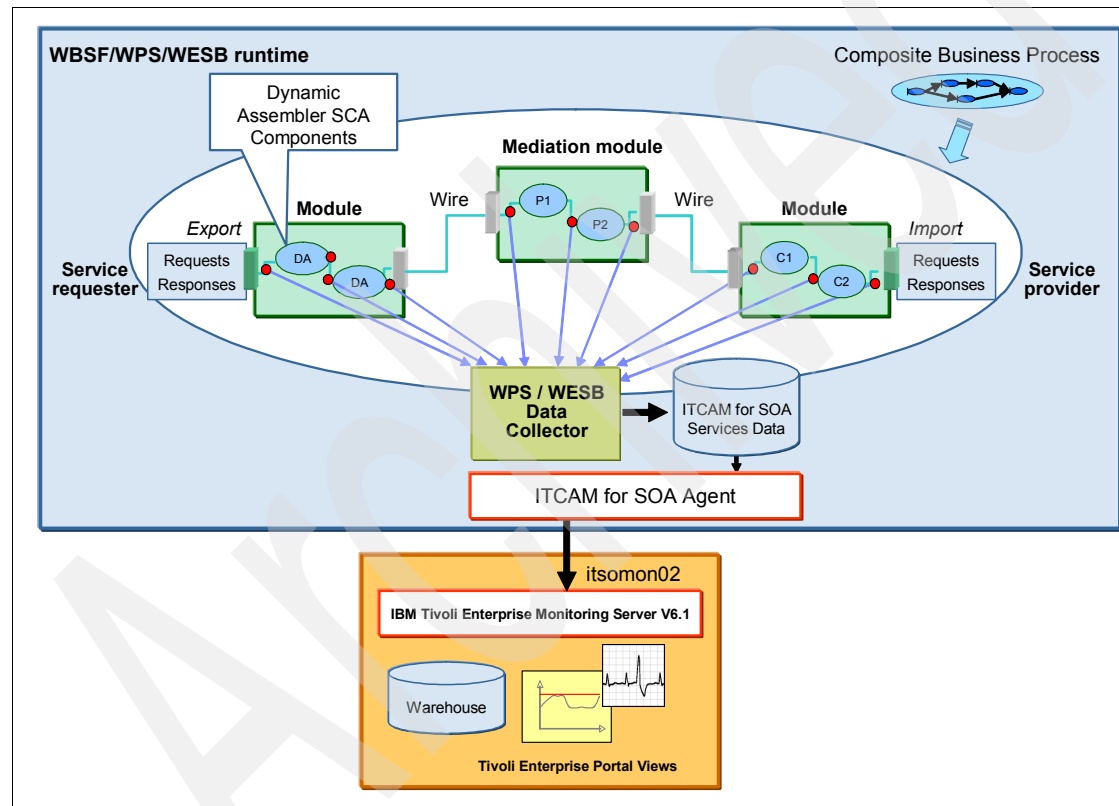 WBSF/WPS/WESB runtime
Composite Business Process
Dynamic
Assembler SCA
Components
Mediation module
Wire
Wire
P1
P2
Module
Module
Export
Import
DA
DA
C1
C2
Requests
Responses
Requests
Responses
Service
requester
Service
provider
WPS / WESB
Data
Collector
ITCAM for SOA
Services Data
ITCAM for SOA Agent
itsomon02
IBM Tivoli Enterprise Monitoring Server V6.1
Warehouse
Tivoli Enterprise Portal Views
Archived